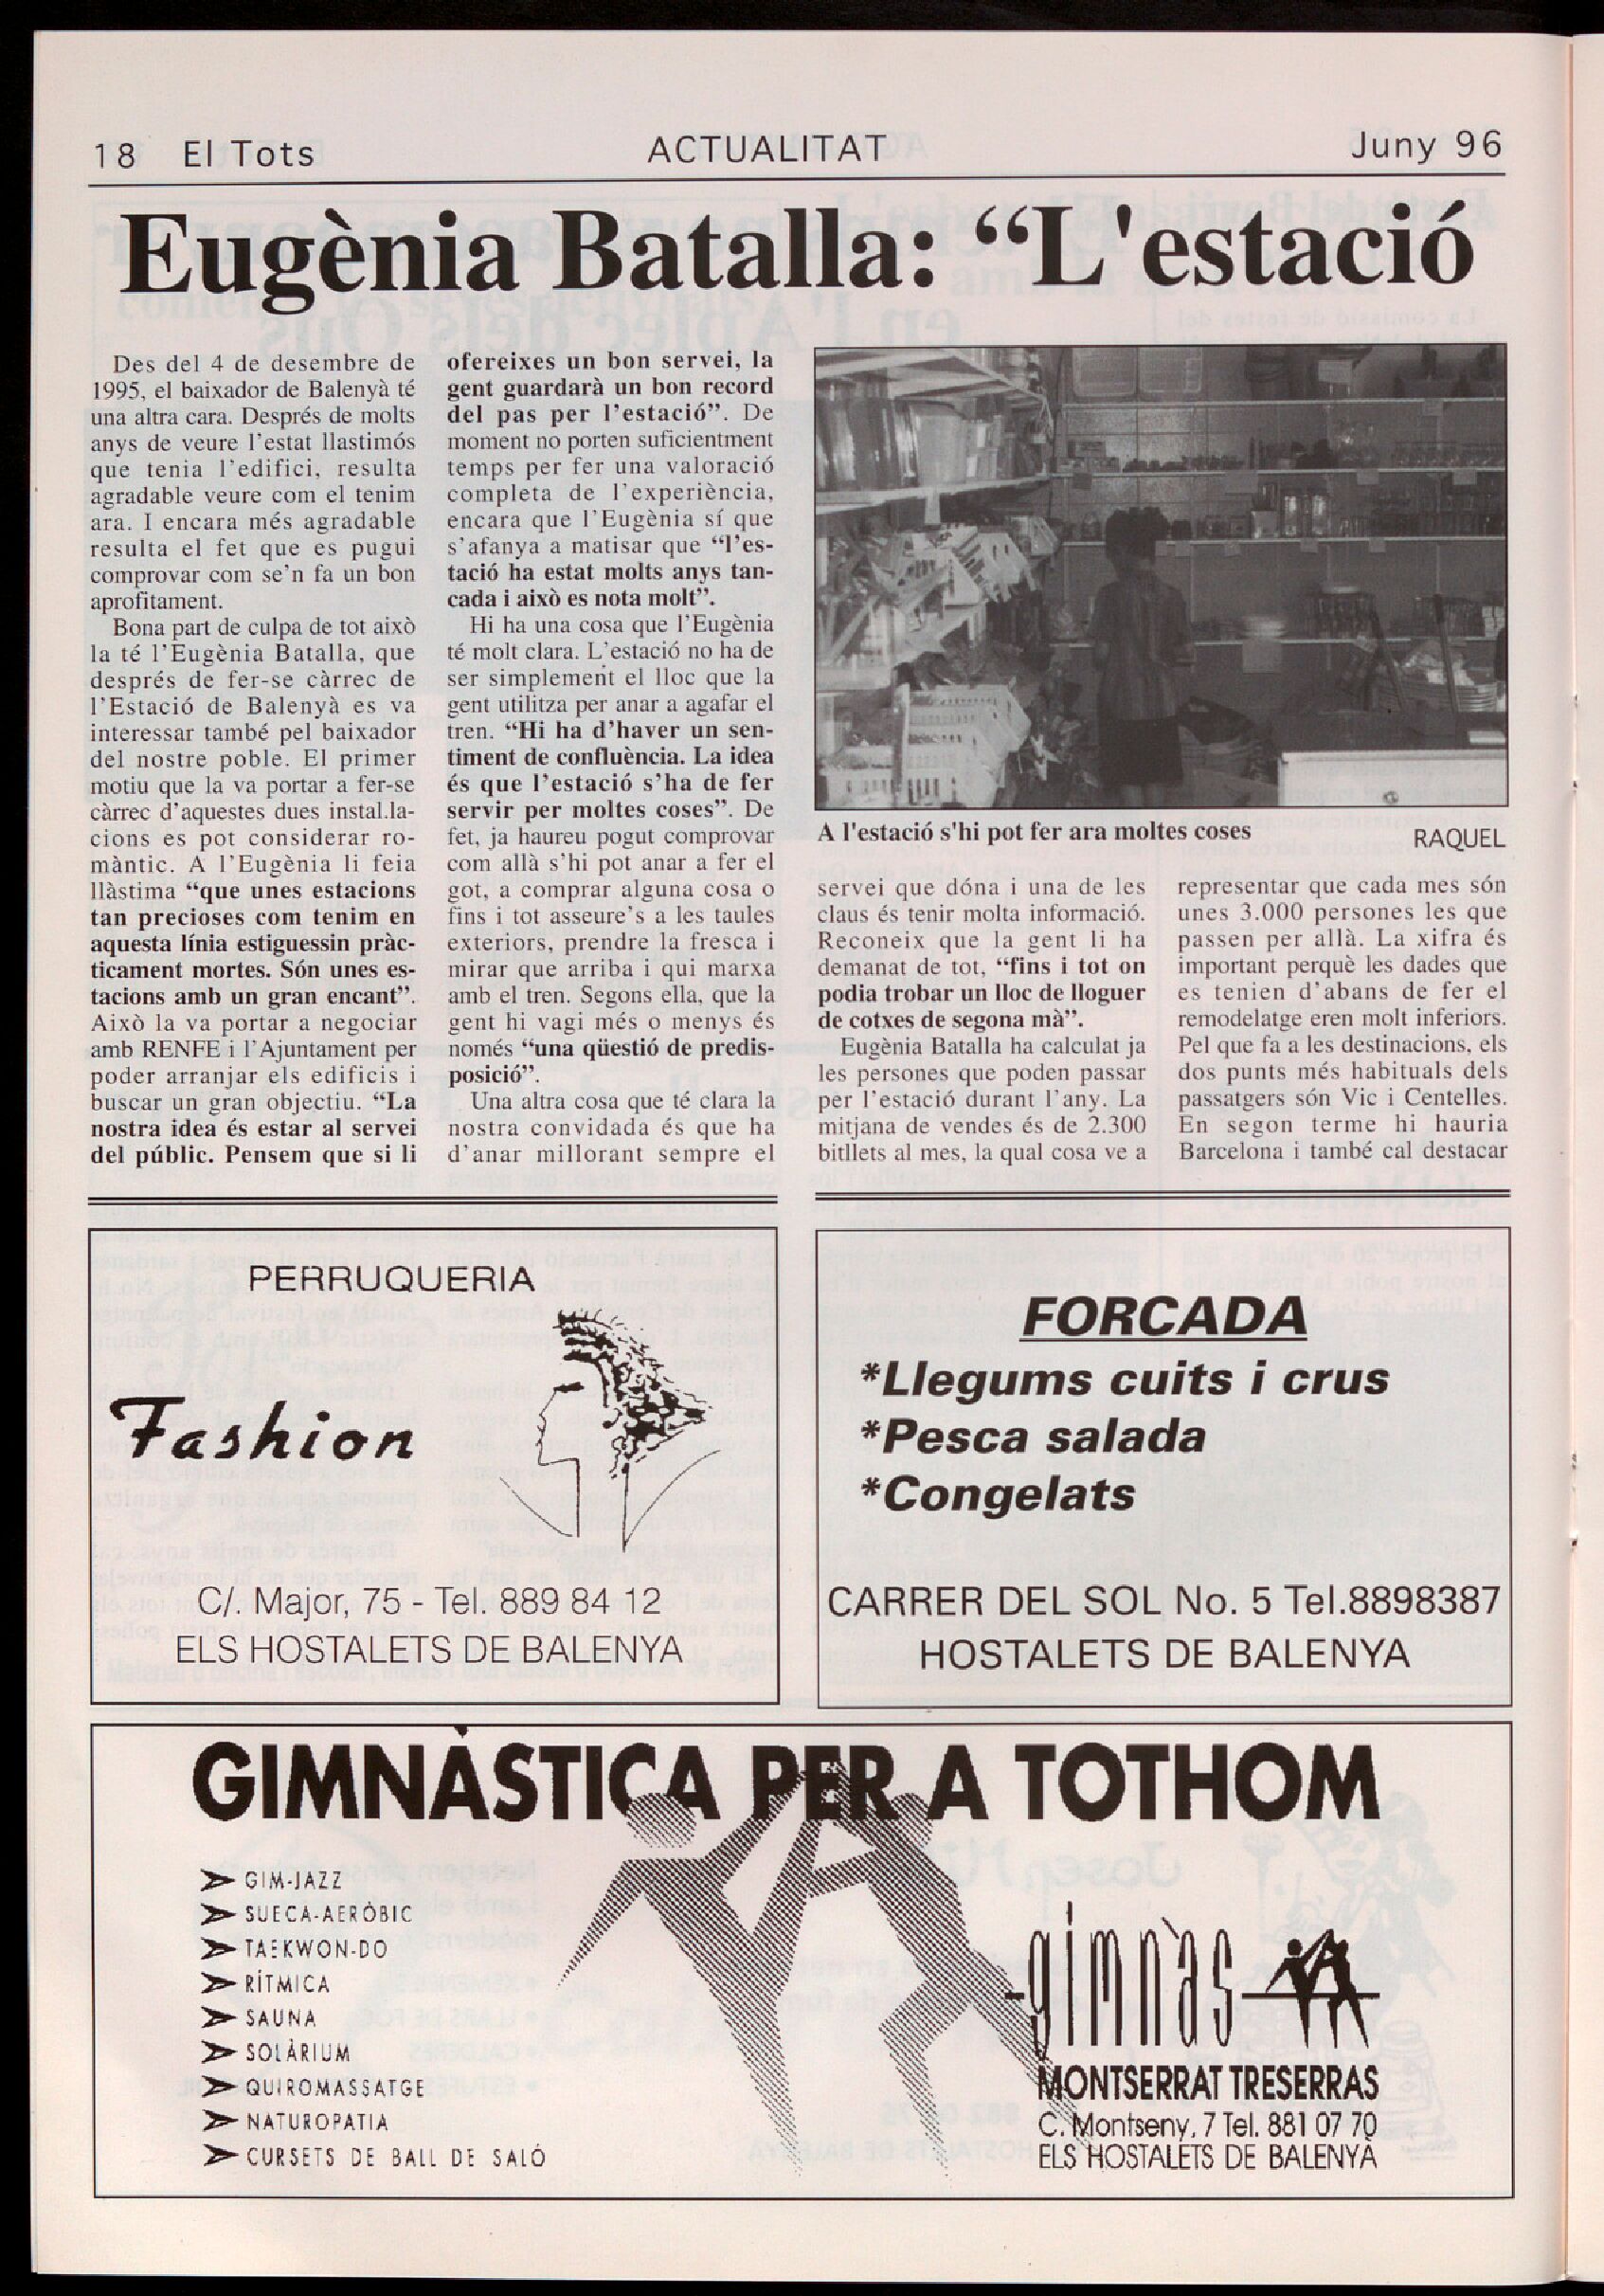 18 El Tots
ACTUALITAT
Juny 96
Eugènia Batalla: “L'estació
Des del 4 de desembre de
1995, el baixador de Balenyà té
una altra cara. Després de molts
anys de veure l’estat llastimós
que tenia l’edifici, resulta
agradable veure com el tenim
ara. I encara més agradable
resulta el fet que es pugui
comprovar com se’n fa un bon
aprofitament.
Bona part de culpa de tot això
la té l’Eugènia Batalla, que
després de fer-se càrrec de
l’Estació de Balenyà es va
interessar també pel baixador
del nostre poble. El primer
motiu que la va portar a fer-se
càrrec d’aquestes dues instal.la-
cions es pot considerar ro-
màntic. A l’Eugènia li feia
llàstima “que unes estacions
tan precioses com tenim en
aquesta línia estiguessin pràc-
ticament mortes. Són unes es-
tacions amb un gran encant”.
Això la va portar a negociar
amb RENFE i l’Ajuntament per
poder arranjar els edificis i
buscar un gran objectiu. “La
nostra idea és estar al servei
del públic. Pensem que si li
ofereixes un bon servei, la
gent guardarà un bon record
del pas per l’estació”. De
moment no porten suficientment
temps per fer una valoració
completa de l’experiència,
encara que l’Eugènia sí que
s’afanya a matisar que “l’es-
tació ha estat molts anys tan-
cada i això es nota molt”.
Hi ha una cosa que l’Eugènia
té molt clara. L’estació no ha de
ser simplement el lloc que la
gent utilitza per anar a agafar el
tren. “Hi ha d’haver un sen-
timent de confluència. La idea
és que l’estació s’ha de fer
servir per moltes coses”. De
fet, ja haureu pogut comprovar
com allà s’hi pot anar a fer el
got, a comprar alguna cosa o
fins i tot asseure’s a les taules
exteriors, prendre la fresca i
mirar que arriba i qui marxa
amb el tren. Segons ella, que la
gent hi vagi més o menys és
només “una qüestió de predis-
posició”.
Una altra cosa que té clara la
nostra convidada és que ha
d’anar millorant sempre el
A l'estació s'hi pot fer ara moltes coses
RAQUEL
servei que dóna i una de les
claus és tenir molta informació.
Reconeix que la gent li ha
demanat de tot, “fins i tot on
podia trobar un lloc de lloguer
de cotxes de segona mà”.
Eugènia Batalla ha calculat ja
les persones que poden passar
per l’estació durant l’any. La
mitjana de vendes és de 2.300
bitllets al mes, la qual cosa ve a
representar que cada mes són
unes 3.000 persones les que
passen per allà. La xifra és
important perquè les dades que
es tenien d’abans de fer el
remodelatge eren molt inferiors.
Pel que fa a les destinacions, els
dos punts més habituals dels
passatgers són Vic i Centelles.
En segon terme hi hauria
Barcelona i també cal destacar
PERRUQUERIA
Fashion
C/. Major, 75 - Tel. 889 84 12
ELS HOSTALETS DE BALENYA
FORCADA
*Llegums cuits i crus
*Pesca salada
*Congelats
CARRER DEL SOL No. 5 Tel.8898387
HOSTALETS DE BALENYA
GIMNÀSTICA PER A TOTHOM
GIM-JAZZ
SUECA-AERÒBIC
TAEKWON-DO
RÍTMICA
SAUNA
SOLÀRIUM
QUIROMASSATGE
NATUROPATIA
CURSETS DE BALL DE SALÓ
gimnàs
MONTSERRAT TRESERRAS
C. Montseny, 7 Tel. 881 07 70
ELS HOSTALETS DE BALENYÀ